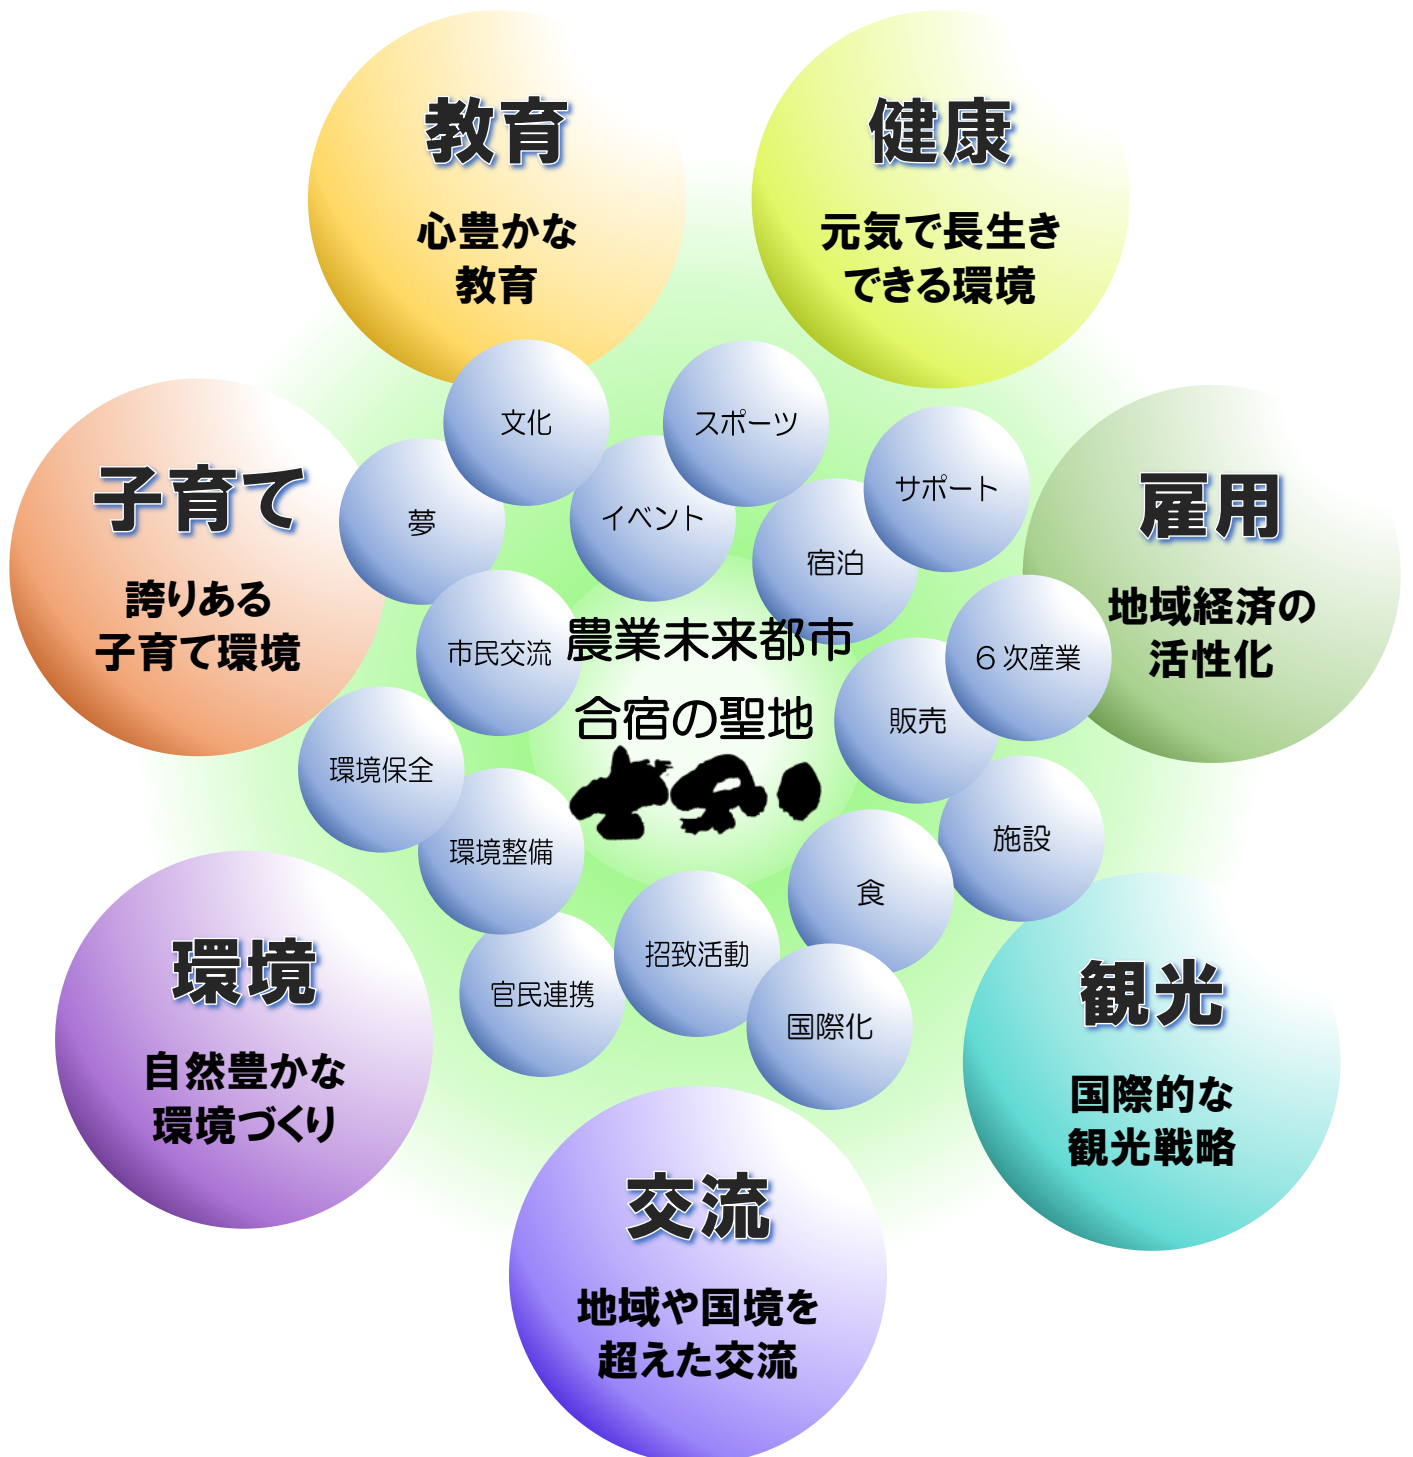 教育
心豊かな
教育
健康
元気で長生き
できる環境
子育て
誇りある
子育て環境
雇用
地域経済の
活性化
文化
スポーツ
サポート
夢
イベント
宿泊
市民交流
農業未来都市
合宿の聖地
6次産業
販売
環境保全
環境整備
施設
食
招致活動
官民連携
国際化
環境
自然豊かな
環境づくり
観光
国際的な
観光戦略
交流
地域や国境を
超えた交流